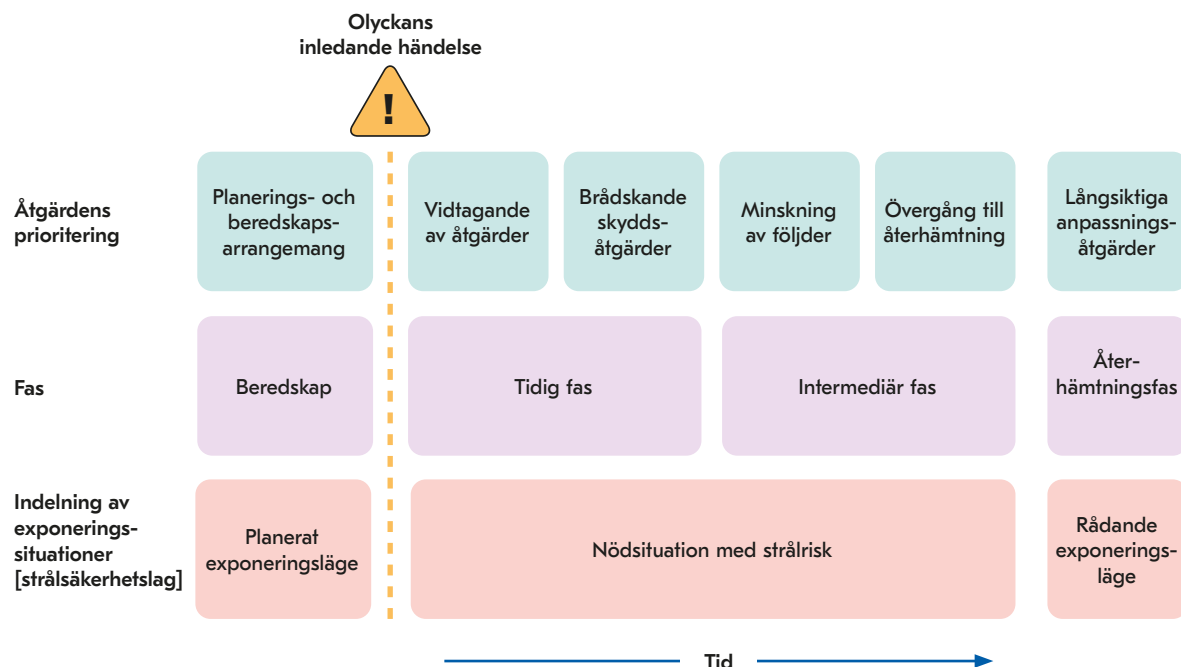 Olyckans
inledande händelse
!
Åtgärdens
prioritering
Planerings- och
beredskaps-
arrangemang
Vidtagande
av åtgärder
Brådskande
skydds-
åtgärder
Minskning
av följder
Övergång till
återhämtning
Långsiktiga
anpassnings-
åtgärder
Fas
Beredskap
Tidig fas
Intermediär fas
Åter-
hämtningsfas
Indelning av
exponerings-
situationer
[strålsäkerhetslag]
Planerat
exponeringsläge
Nödsituation med strålrisk
Rådande
exponerings-
läge
Tid